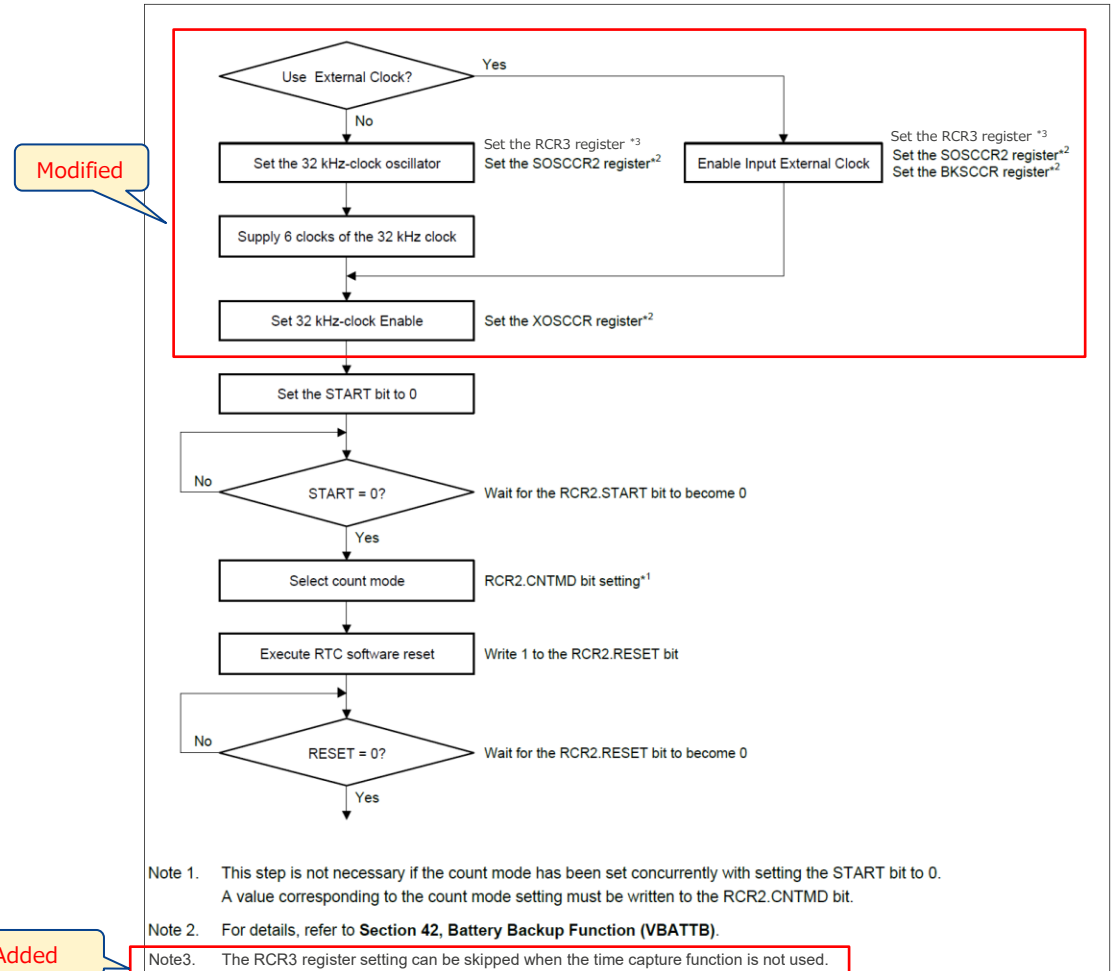 Use External Clock?
Yes
No
Modified
Set the 32 kHz-clock oscillator
Set the RCR3 register *3
Set the SOSCCR2 register*2
Enable Input External Clock
Set the RCR3 register *3
Set the SOSCCR2 register*2
Set the BKSCCR register*2
Supply 6 clocks of the 32 kHz clock
Set 32 kHz-clock Enable
Set the XOSCCR register*2
Set the START bit to 0
No
START = 0?
Wait for the RCR2.START bit to become 0
Yes
Select count mode
RCR2.CNTMD bit setting*1
Execute RTC software reset
Write 1 to the RCR2.RESET bit
No
RESET = 0?
Wait for the RCR2.RESET bit to become 0
Yes
Note 1. This step is not necessary if the count mode has been set concurrently with setting the START bit to 0.
A value corresponding to the count mode setting must be written to the RCR2.CNTMD bit.
Note 2. For details, refer to Section 42, Battery Backup Function (VBATTB).
Added
Note3. The RCR3 register setting can be skipped when the time capture function is not used.